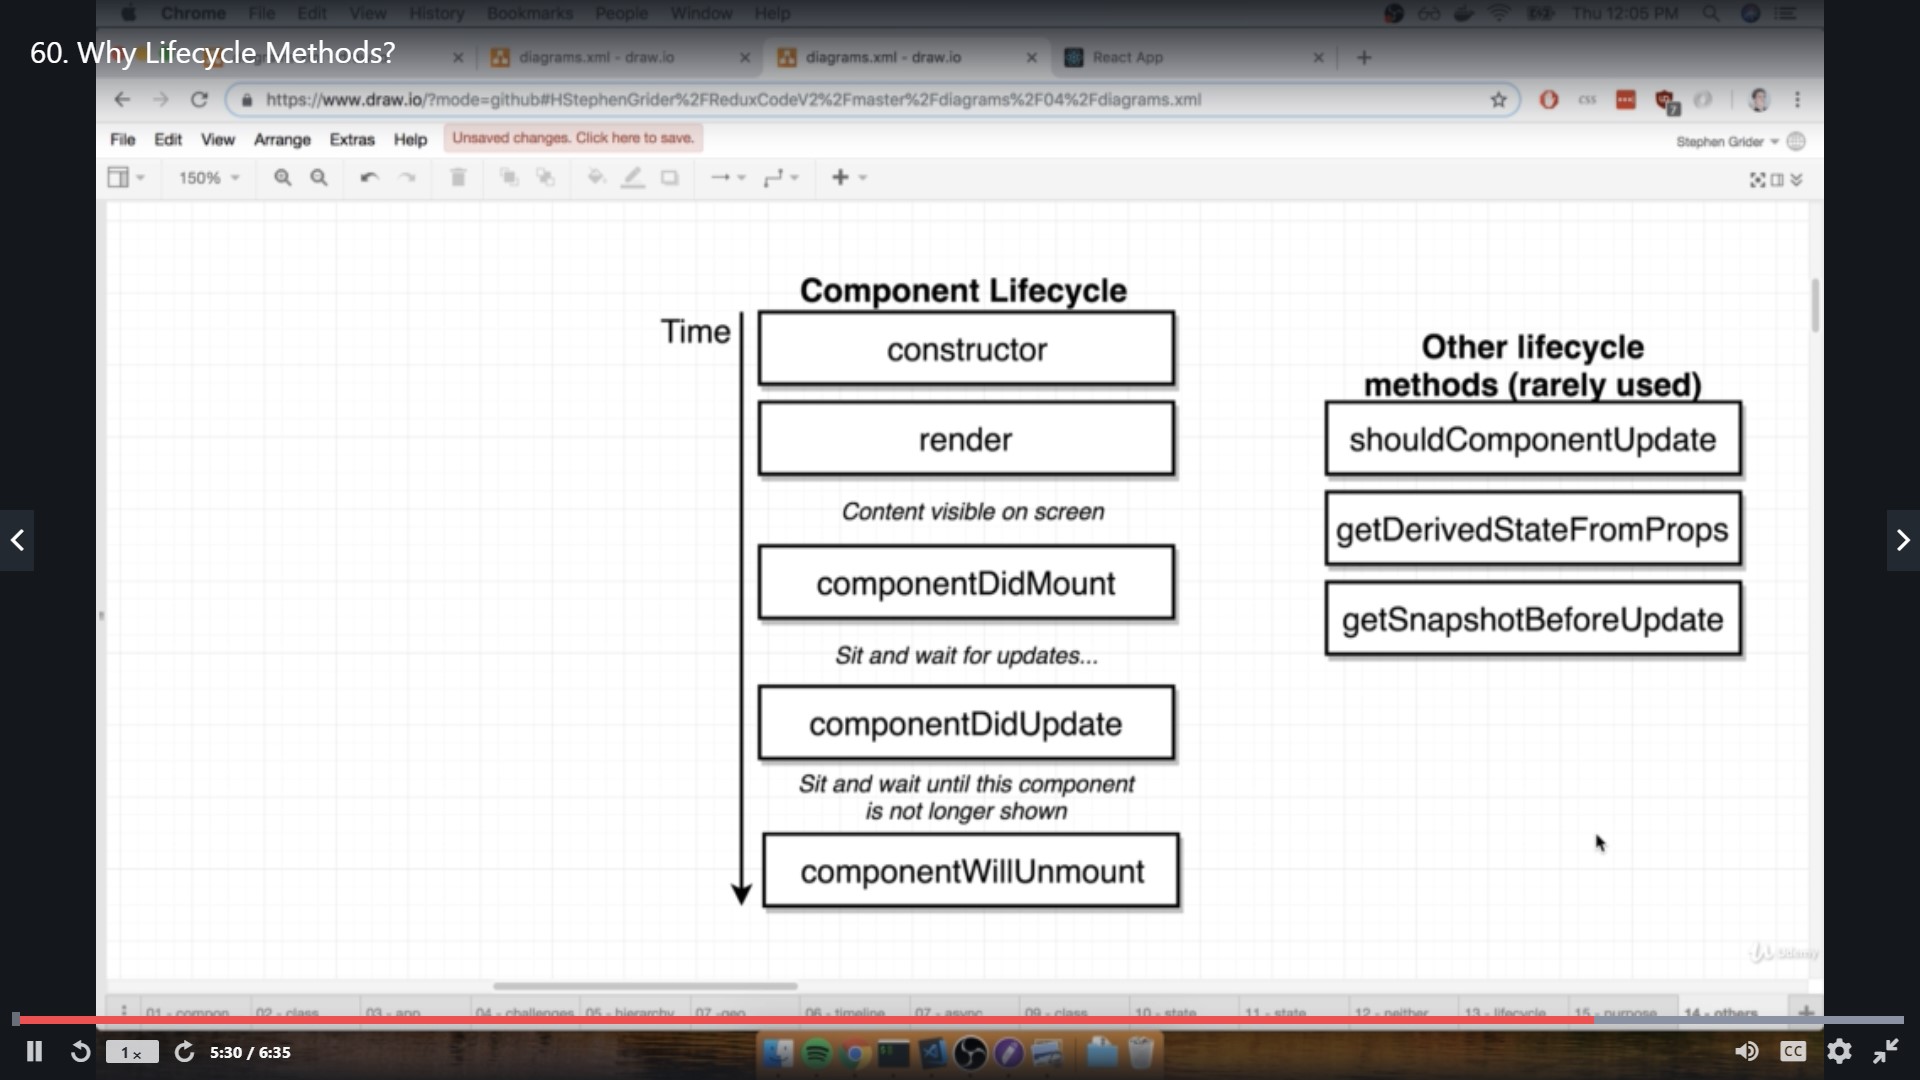 Chrome File Edit View History Bookmarks People Window Help Thu 12:05 PM
60. Why Lifecycle Methods?
diagrams.xml - draw.io
diagrams.xml - draw.io
React App
https://www.draw.io/?mode=github#HStephenGrider%2FReduxCodeV2%2Fmaster%2Fdiagrams%2F04%2Fdiagrams.xml
css
7
File Edit View Arrange Extras Help Unsaved changes. Click here to save.
Stephen Grider
150%
Component Lifecycle
Time
constructor
render
Content visible on screen
componentDidMount
Sit and wait for updates...
componentDidUpdate
Sit and wait until this component
is not longer shown
componentWillUnmount
Other lifecycle
methods (rarely used)
shouldComponentUpdate
getDerivedStateFromProps
getSnapshotBeforeUpdate
Udemy
01 - compon 02 - class 03 - app 04 - challenges 05 - hierarchy 07 -geo 06 - timeline 07 - async 09 - class 10 - state 11 - state 12 - neither 13 - lifecycle 15 - purpose 14 - others
1x 5:30 / 6:35 CC